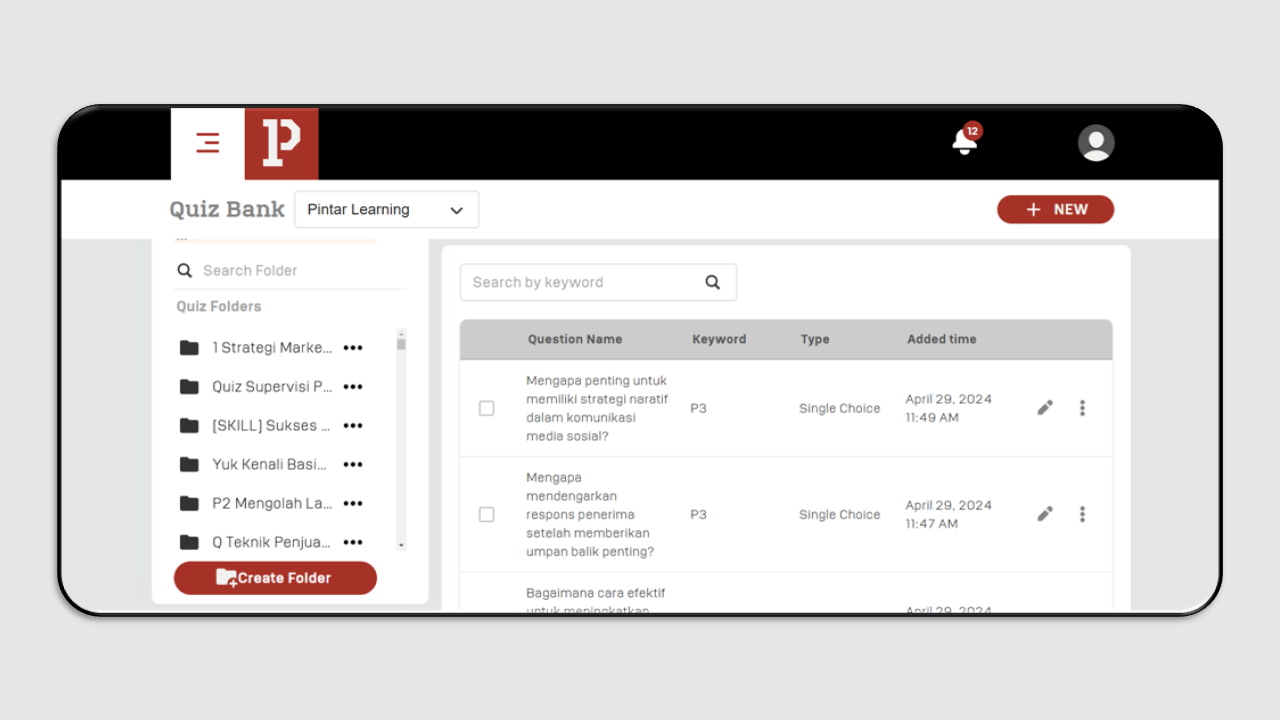 P
12
Quiz Bank
Pintar Learning
+ NEW
Search Folder
Quiz Folders
1 Strategi Marke...
Quiz Supervisi P...
[SKILL] Sukses ...
Yuk Kenali Basi...
P2 Mengolah La...
Q Teknik Penjua...
Create Folder
Search by keyword
Question Name Keyword Type Added time
Mengapa penting untuk
memiliki strategi naratif
dalam komunikasi
media sosial?
P3
Single Choice
April 29, 2024
11:49 AM
Mengapa
mendengarkan
respons penerima
setelah memberikan
umpan balik penting?
P3
Single Choice
April 29, 2024
11:47 AM
Bagaimana cara efektif
untuk meningkatkan
April 29, 2024